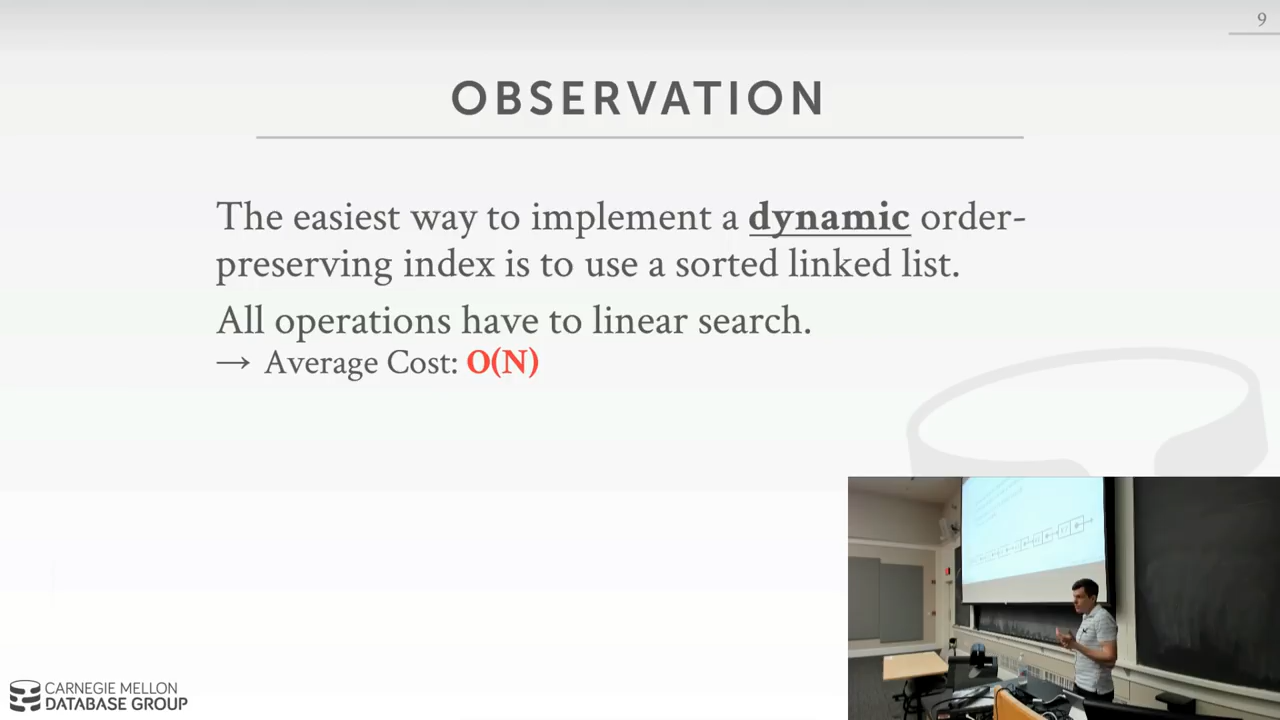 9
OBSERVATION
The easiest way to implement a dynamic order-
preserving index is to use a sorted linked list.
All operations have to linear search.
→ Average Cost: O(N)
CARNEGIE MELLON
DATABASE GROUP